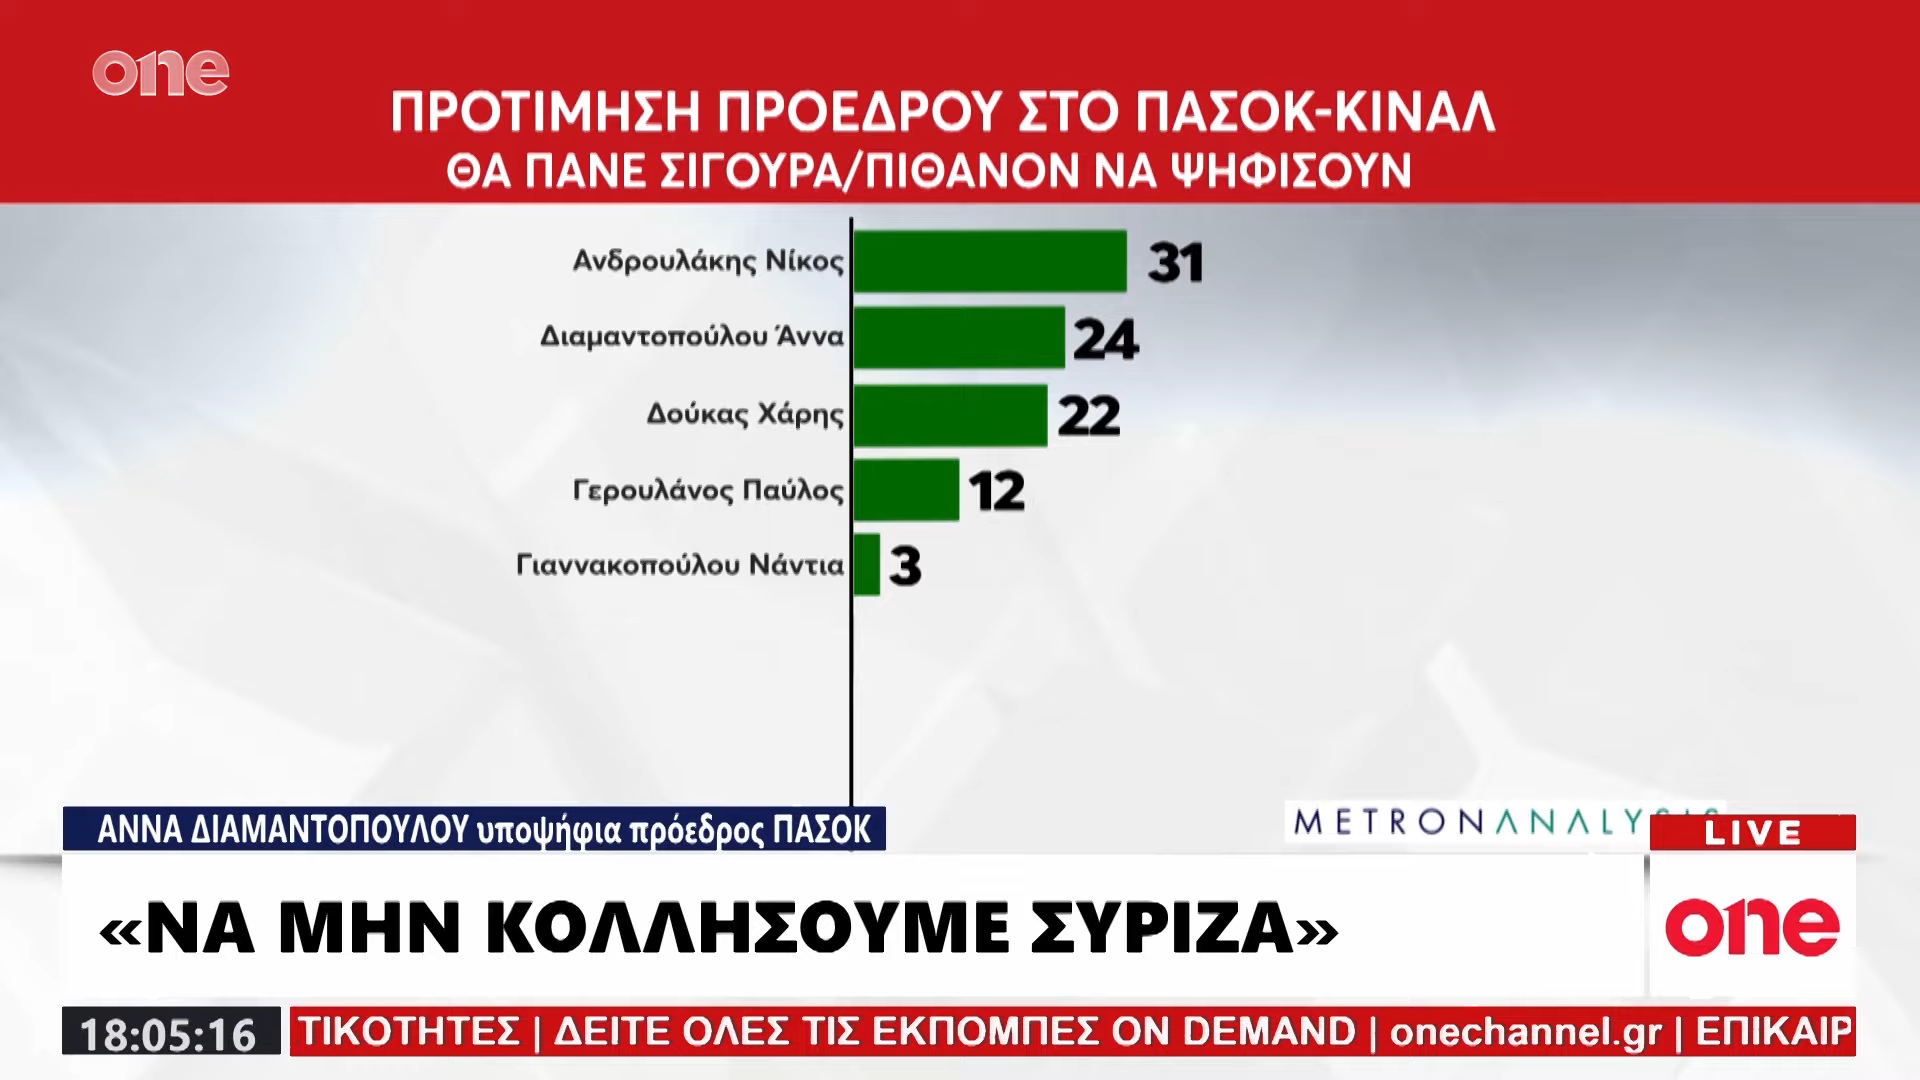 one
ΠΡΟΤΙΜΗΣΗ ΠΡΟΕΔΡΟΥ ΣΤΟ ΠΑΣΟΚ-ΚΙΝΑΛ
ΘΑ ΠΑΝΕ ΣΙΓΟΥΡΑ/ΠΙΘΑΝΟΝ ΝΑ ΨΗΦΙΣΟΥΝ
Ανδρουλάκης Νίκος 31
Διαμαντοπούλου Άννα 24
Δούκας Χάρης 22
Γερουλάνος Παύλος 12
Γιαννακοπούλου Νάντια 3
ΑΝΝΑ ΔΙΑΜΑΝΤΟΠΟΥΛΟΥ υποψήφια πρόεδρος ΠΑΣΟΚ
METRONANALYSIS
LIVE
«ΝΑ ΜΗΝ ΚΟΛΛΗΣΟΥΜΕ ΣΥΡΙΖΑ»
one
18:05:16
ΤΙΚΟΤΗΤΕΣ | ΔΕΙΤΕ ΟΛΕΣ ΤΙΣ ΕΚΠΟΜΠΕΣ ON DEMAND | onechannel.gr | ΕΠΙΚΑΙΡ